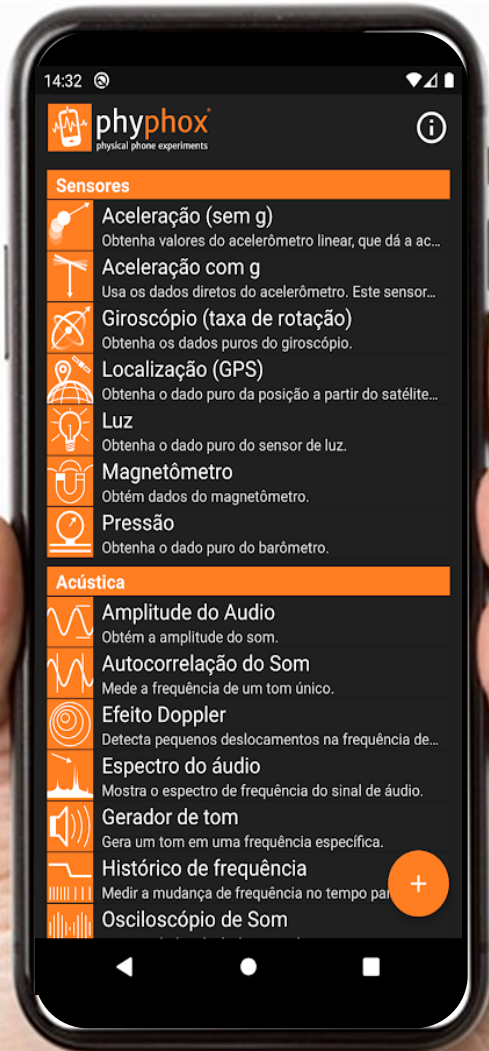 14:32
phyphox
physical phone experiments
Sensores
Aceleração (sem g)
Obtenha valores do acelerômetro linear, que dá a ac...
Aceleração com g
Usa os dados diretos do acelerômetro. Este sensor...
Giroscópio (taxa de rotação)
Obtenha os dados puros do giroscópio.
Localização (GPS)
Obtenha o dado puro da posição a partir do satélite...
Luz
Obtenha o dado puro do sensor de luz.
Magnetômetro
Obtém dados do magnetômetro.
Pressão
Obtenha o dado puro do barômetro.
Acústica
Amplitude do Audio
Obtém a amplitude do som.
Autocorrelação do Som
Mede a frequência de um tom único.
Efeito Doppler
Detecta pequenos deslocamentos na frequência de...
Espectro do áudio
Mostra o espectro de frequência do sinal de áudio.
Gerador de tom
Gera um tom em uma frequência específica.
Histórico de frequência
Medir a mudança de frequência no tempo
Osciloscópio de Som